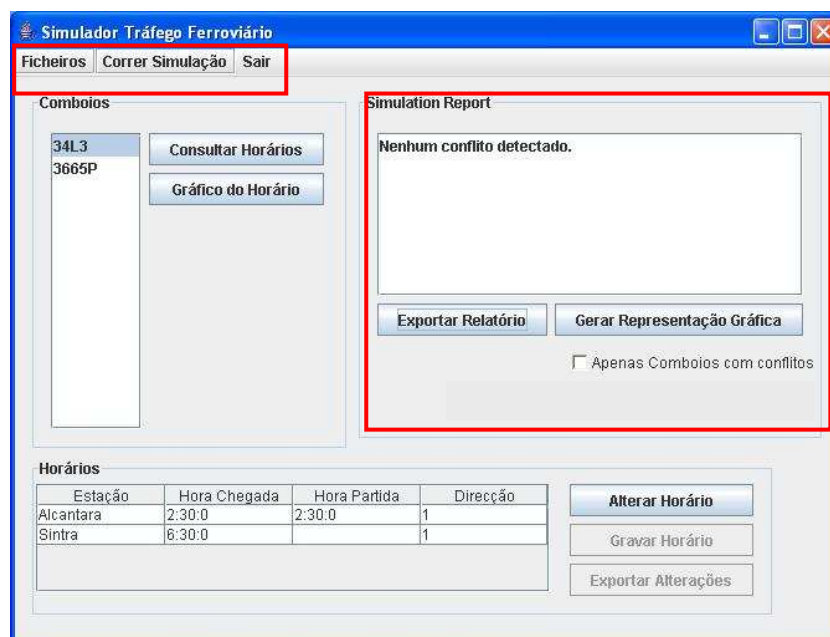 Simulador Tráfego Ferroviário
Ficheiros Correr Simulação Sair
Comboios
34L3
3665P
Consultar Horários
Gráfico do Horário
Simulation Report
Nenhum conflito detectado.
Exportar Relatório Gerar Representação Gráfica
Apenas Comboios com conflitos
Horários
Estação Hora Chegada Hora Partida Direcção
Alcantara 2:30:0 2:30:0 1
Sintra 6:30:0 1
Alterar Horário
Gravar Horário
Exportar Alterações